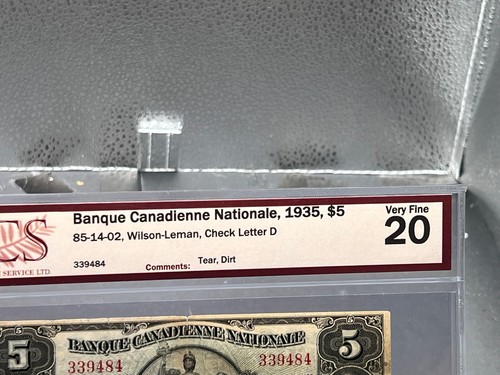 CS
N SERVICE LTD.
Banque Canadienne Nationale, 1935, $5
85-14-02, Wilson-Leman, Check Letter D
339484
Comments: Tear, Dirt
Very Fine
20
BANQUE CANADIENNE NATIONALE
5
339484
339484
5